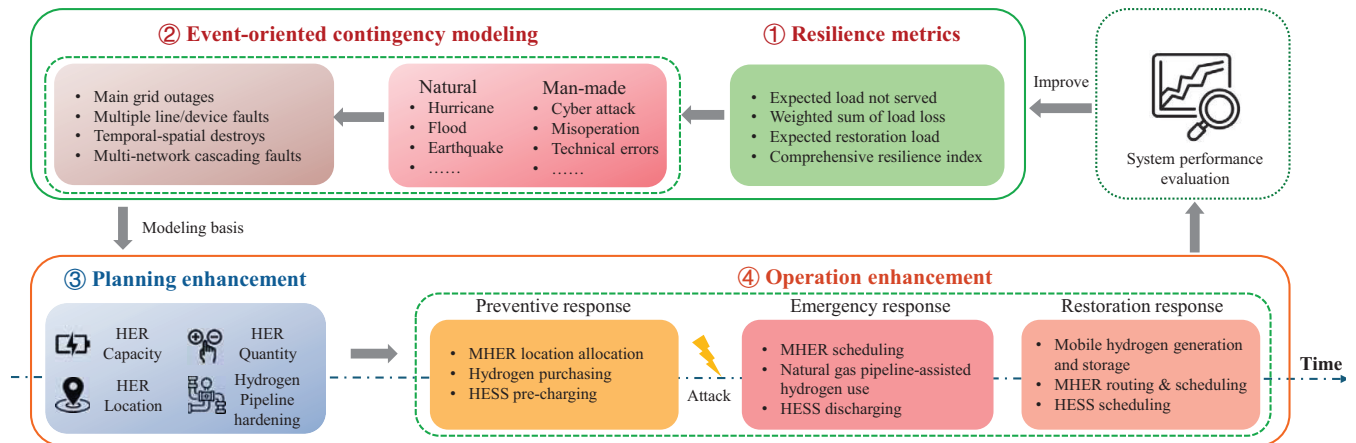 ② Event-oriented contingency modeling
① Resilience metrics
• Main grid outages
• Multiple line/device faults
• Temporal-spatial destroys
• Multi-network cascading faults
Natural
• Hurricane
• Flood
• Earthquake
• ……
Man-made
• Cyber attack
• Misoperation
• Technical errors
• ……
• Expected load not served
• Weighted sum of load loss
• Expected restoration load
• Comprehensive resilience index
Improve
System performance
evaluation
Modeling basis
③ Planning enhancement
HER
Capacity
HER
Quantity
HER
Location
Hydrogen
Pipeline
hardening
④ Operation enhancement
Preventive response
• MHER location allocation
• Hydrogen purchasing
• HESS pre-charging
Attack
Emergency response
• MHER scheduling
• Natural gas pipeline-assisted
hydrogen use
• HESS discharging
Restoration response
• Mobile hydrogen generation
and storage
• MHER routing & scheduling
• HESS scheduling
Time